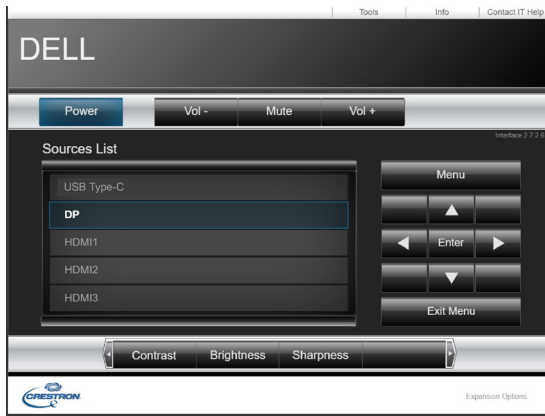 Tools Info Contact IT Help
DELL
Power Vol - Mute Vol +
Interface 2.7.2.6
Sources List
USB Type-C
DP
HDMI1
HDMI2
HDMI3
Menu
Enter
Exit Menu
Contrast Brightness Sharpness
CRESTRON
Expansion Options